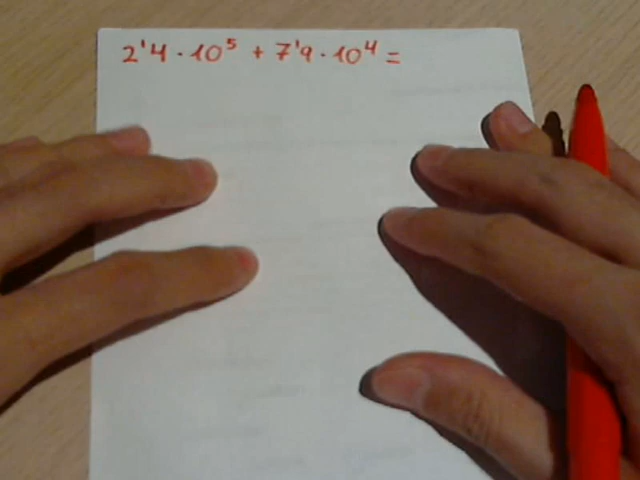 2'4 · 10⁵ + 7'9 · 10⁴ =